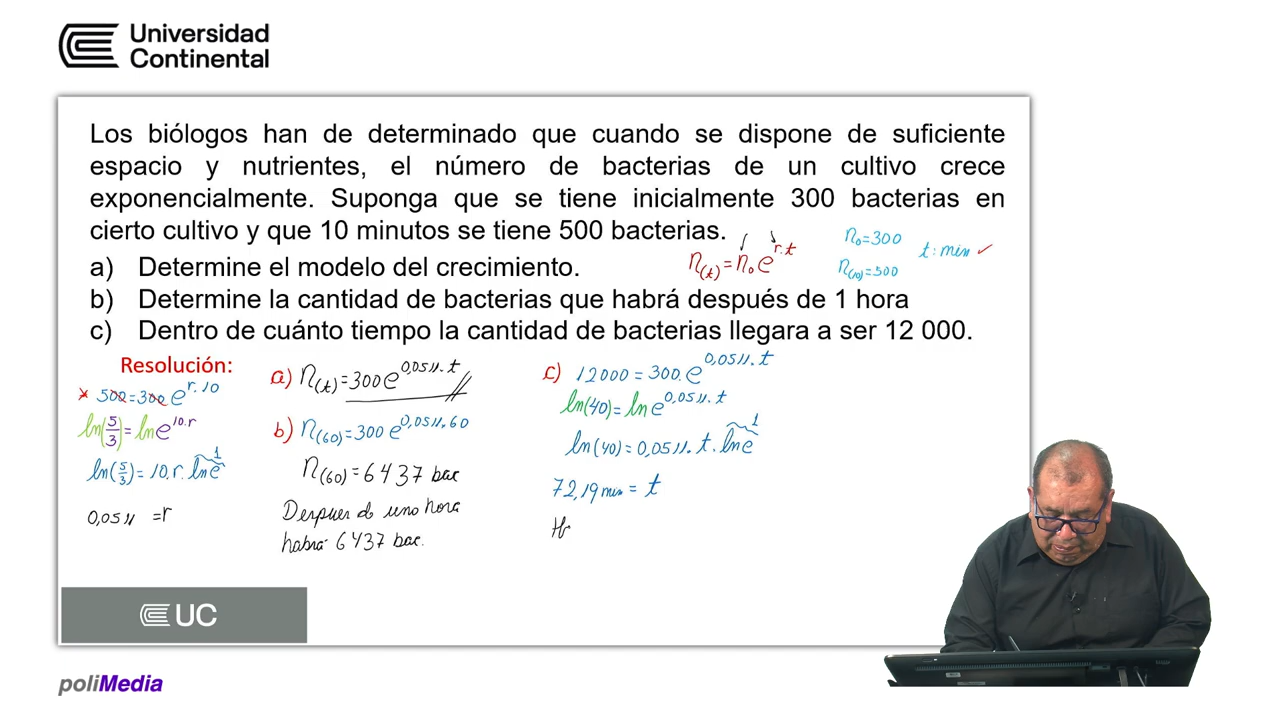 Universidad
Continental
Los biólogos han de determinado que cuando se dispone de suficiente
espacio y nutrientes, el número de bacterias de un cultivo crece
exponencialmente. Suponga que se tiene inicialmente 300 bacterias en
cierto cultivo y que 10 minutos se tiene 500 bacterias.
a) Determine el modelo del crecimiento.
n(t) = n₀ e^(r.t)
n₀=300
n(10)=500
t: min ✓
b) Determine la cantidad de bacterias que habrá después de 1 hora
c) Dentro de cuánto tiempo la cantidad de bacterias llegara a ser 12 000.
Resolución:
* 500=300 e^(r.10)
ln(5/3) = ln e^(10.r)
ln(5/3) = 10.r. ln e 1
0,0511 = r
a) n(t) = 300 e^(0,0511.t)
b) n(60) = 300 e^(0,0511.60)
n(60) = 6437 bac
Despues de una hora
habrá 6437 bac.
c) 12000 = 300. e^(0,0511.t)
ln(40) = ln e^(0,0511.t)
ln(40) = 0,0511. t. ln e 1
72,19 min = t
UC
poliMedia